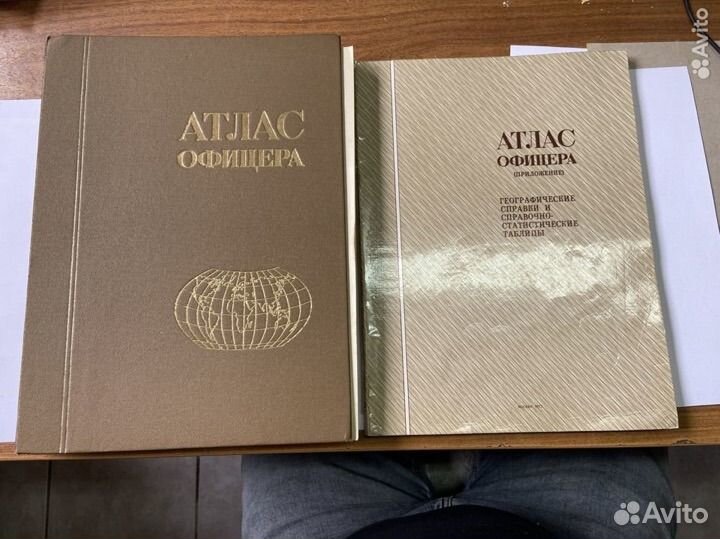 АТЛАС
ОФИЦЕРА
АТЛАС
ОФИЦЕРА
(ПРИЛОЖЕНИЕ)
ГЕОГРАФИЧЕСКИЕ
СПРАВКИ И
СПРАВОЧНО-
СТАТИСТИЧЕСКИЕ
ТАБЛИЦЫ
Avito
Avito